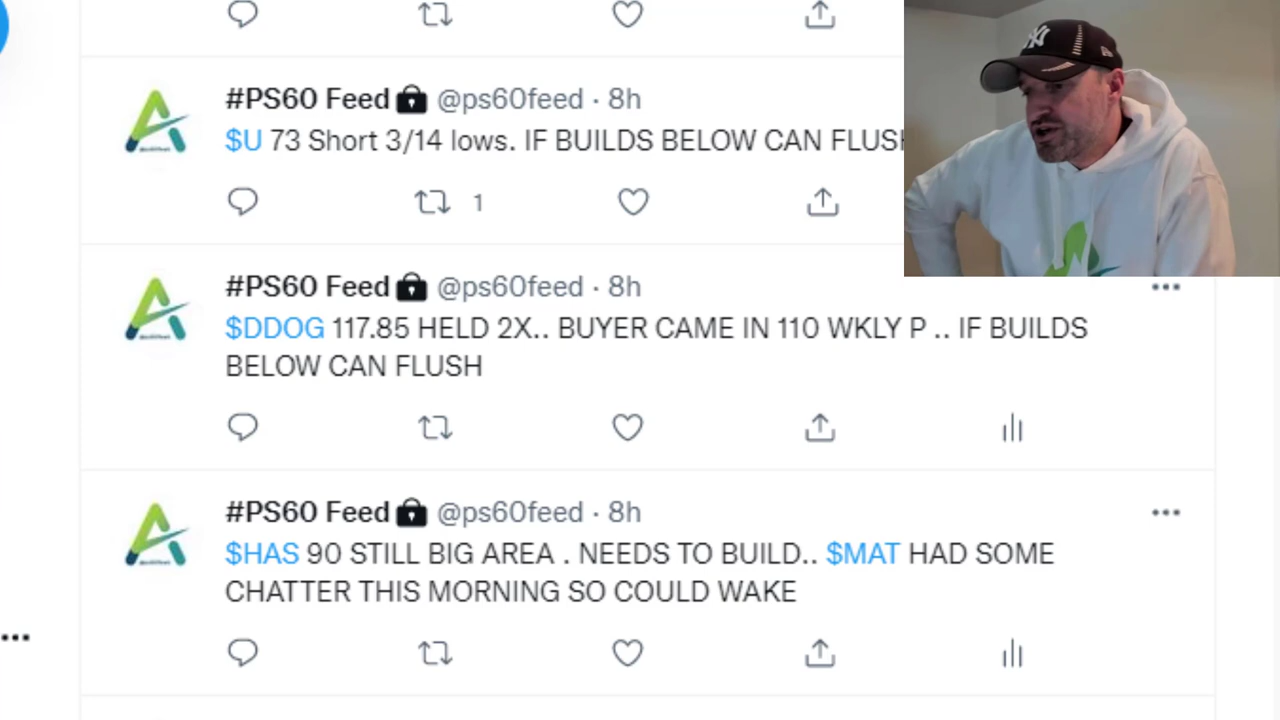 #PS60 Feed @ps60feed · 8h
$U 73 Short 3/14 lows. IF BUILDS BELOW CAN FLUSH
1
#PS60 Feed @ps60feed · 8h
$DDOG 117.85 HELD 2X.. BUYER CAME IN 110 WKLY P .. IF BUILDS
BELOW CAN FLUSH
#PS60 Feed @ps60feed · 8h
$HAS 90 STILL BIG AREA . NEEDS TO BUILD.. $MAT HAD SOME
CHATTER THIS MORNING SO COULD WAKE